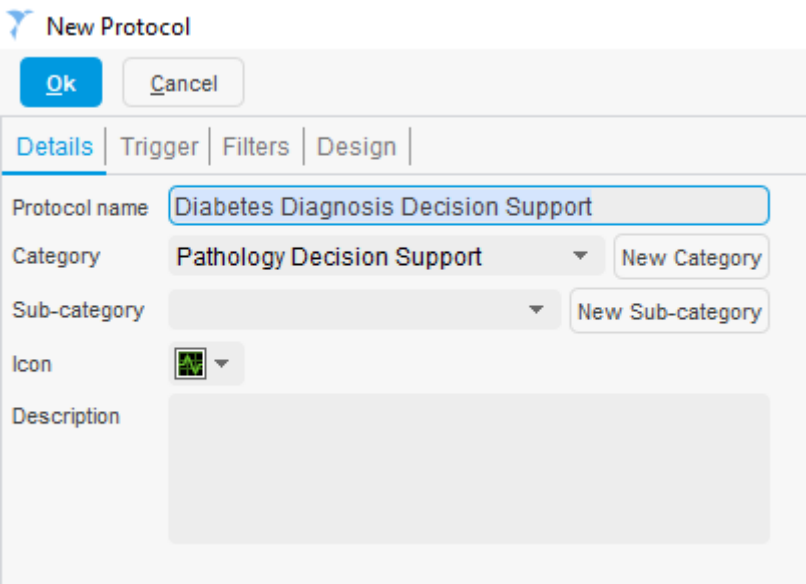 New Protocol
Ok Cancel
Details Trigger Filters Design
Protocol name Diabetes Diagnosis Decision Support
Category Pathology Decision Support New Category
Sub-category New Sub-category
Icon
Description